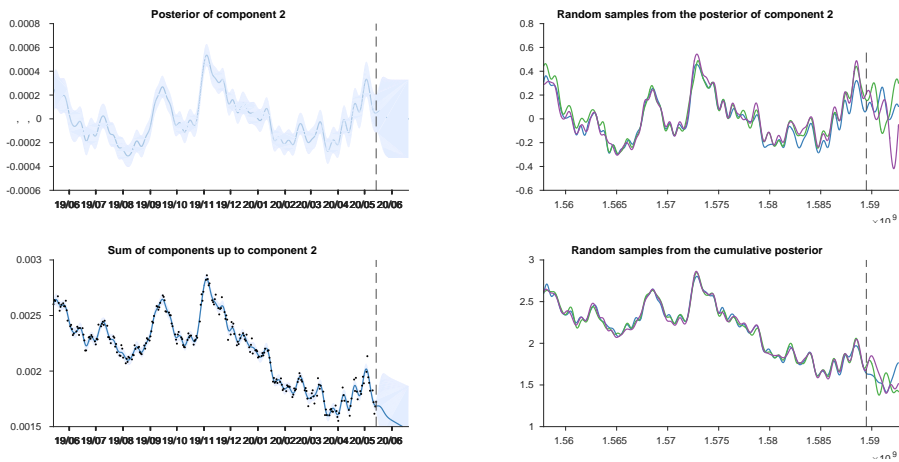 Posterior of component 2
0.0008
0.0006
0.0004
0.0002
, , 0
-0.0002
-0.0004
-0.0006
19/06 19/07 19/08 19/09 19/10 19/11 19/12 20/01 20/02 20/03 20/04 20/05 20/06
Random samples from the posterior of component 2
0.8
0.6
0.4
0.2
0
-0.2
-0.4
-0.6
1.56 1.565 1.57 1.575 1.58 1.585 1.59
×10^9
Sum of components up to component 2
0.003
0.0025
0.002
0.0015
19/06 19/07 19/08 19/09 19/10 19/11 19/12 20/01 20/02 20/03 20/04 20/05 20/06
Random samples from the cumulative posterior
3
2.5
2
1.5
1
1.56 1.565 1.57 1.575 1.58 1.585 1.59
×10^9